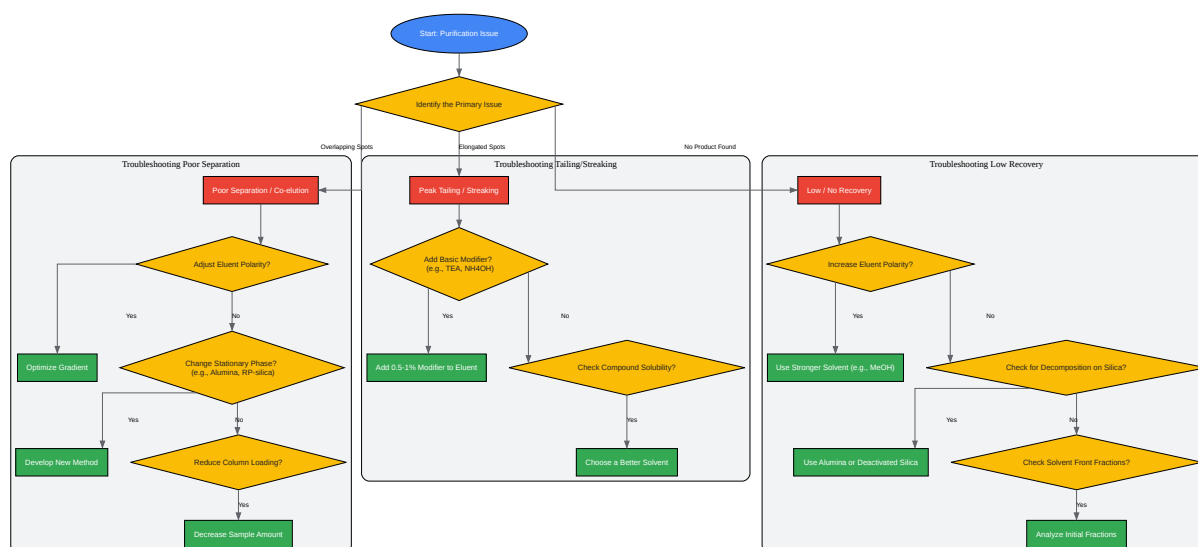 Start: Purification Issue
Identify the Primary Issue
Overlapping Spots
Elongated Spots
No Product Found
Troubleshooting Poor Separation
Poor Separation / Co-elution
Adjust Eluent Polarity?
Yes
No
Optimize Gradient
Change Stationary Phase?
(e.g., Alumina, RP-silica)
Yes
No
Develop New Method
Reduce Column Loading?
Yes
Decrease Sample Amount
Troubleshooting Tailing/Streaking
Peak Tailing / Streaking
Add Basic Modifier?
(e.g., TEA, NH4OH)
Yes
No
Add 0.5-1% Modifier to Eluent
Check Compound Solubility?
Yes
Choose a Better Solvent
Troubleshooting Low Recovery
Low / No Recovery
Increase Eluent Polarity?
Yes
No
Use Stronger Solvent (e.g., MeOH)
Check for Decomposition on Silica?
Yes
No
Use Alumina or Deactivated Silica
Check Solvent Front Fractions?
Yes
Analyze Initial Fractions